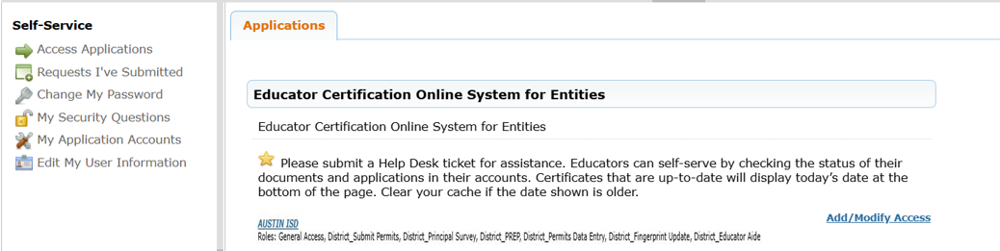 Self-Service
Access Applications
Requests I've Submitted
Change My Password
My Security Questions
My Application Accounts
Edit My User Information
Applications
Educator Certification Online System for Entities
Educator Certification Online System for Entities
Please submit a Help Desk ticket for assistance. Educators can self-serve by checking the status of their
documents and applications in their accounts. Certificates that are up-to-date will display today’s date at the
bottom of the page. Clear your cache if the date shown is older.
Add/Modify Access
AUSTIN ISD
Roles: General Access, District_Submit Permits, District_Principal Survey, District_PREP, District_Permits Data Entry, District_Fingerprint Update, District_Educator Aide